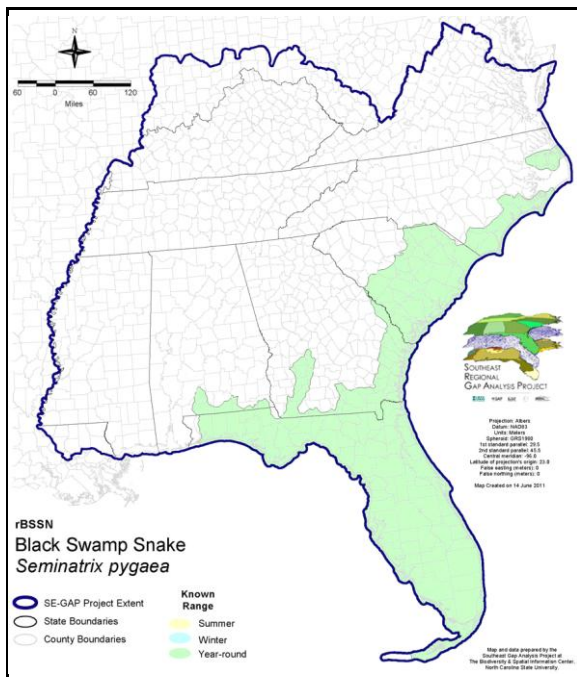 N
60 0 60 120
Miles
SOUTHEAST
REGIONAL
GAP ANALYSIS PROJECT
Projection: Albers
Datum: NAD83
Units: Meters
Spheroid: GRS1980
1st standard parallel: 29.5
2nd standard parallel: 45.5
Central meridian: -96.0
Latitude of projection's origin: 23.0
False easting (meters): 0
False northing (meters): 0
Map Created on 14 June 2011
rBSSN
Black Swamp Snake
Seminatrix pygaea
SE-GAP Project Extent
State Boundaries
County Boundaries
Known
Range
Summer
Winter
Year-round
Map and data prepared by the
Southeast Gap Analysis Project at
The Biodiversity & Spatial Information Center,
North Carolina State University.